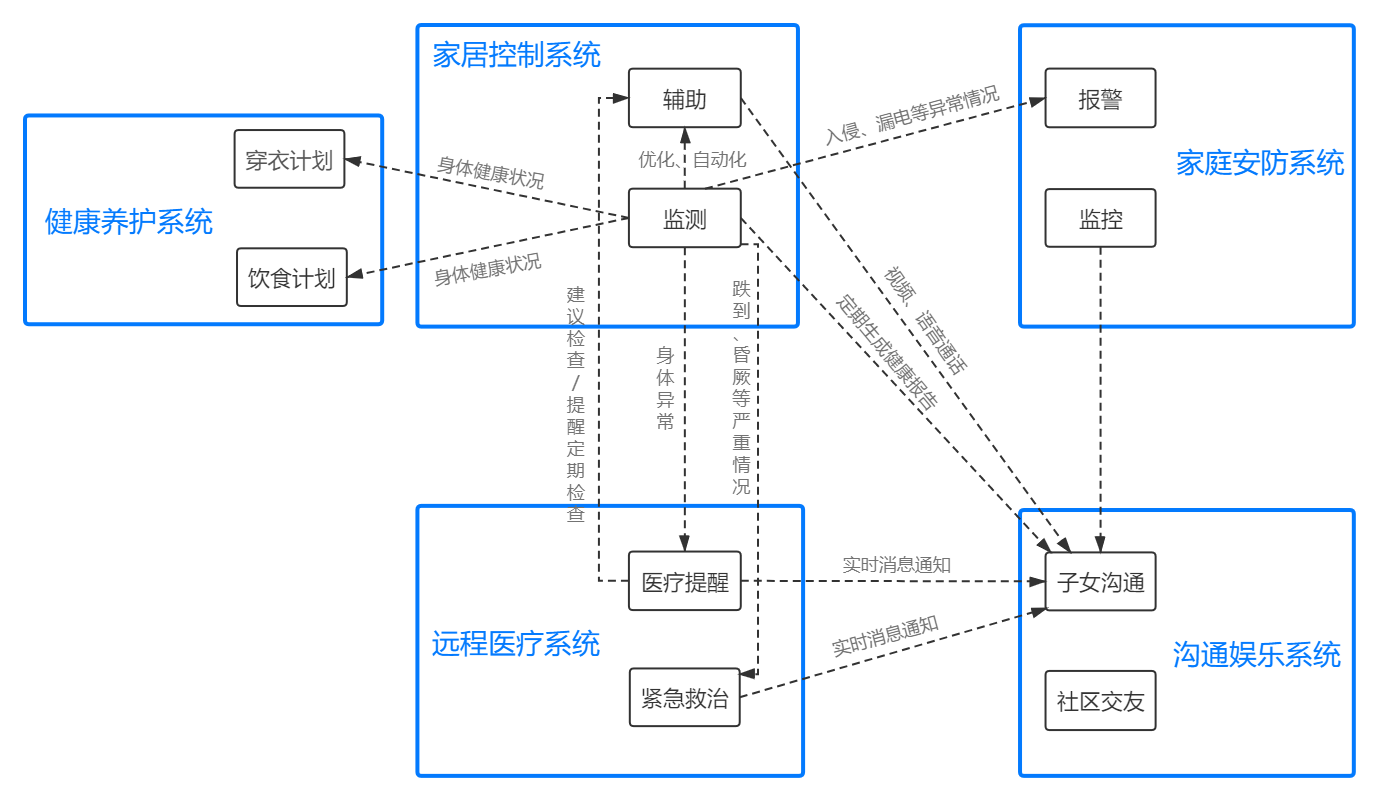 家居控制系统
辅助
报警
入侵、漏电等异常情况
穿衣计划
身体健康状况
优化、自动化
家庭安防系统
健康养护系统
监测
监控
饮食计划
身体健康状况
建议检查/提醒定期检查
身体异常
跌到、昏厥等严重情况
视频、语音通话
定期生成健康报告
医疗提醒
实时消息通知
子女沟通
远程医疗系统
实时消息通知
沟通娱乐系统
紧急救治
社区交友